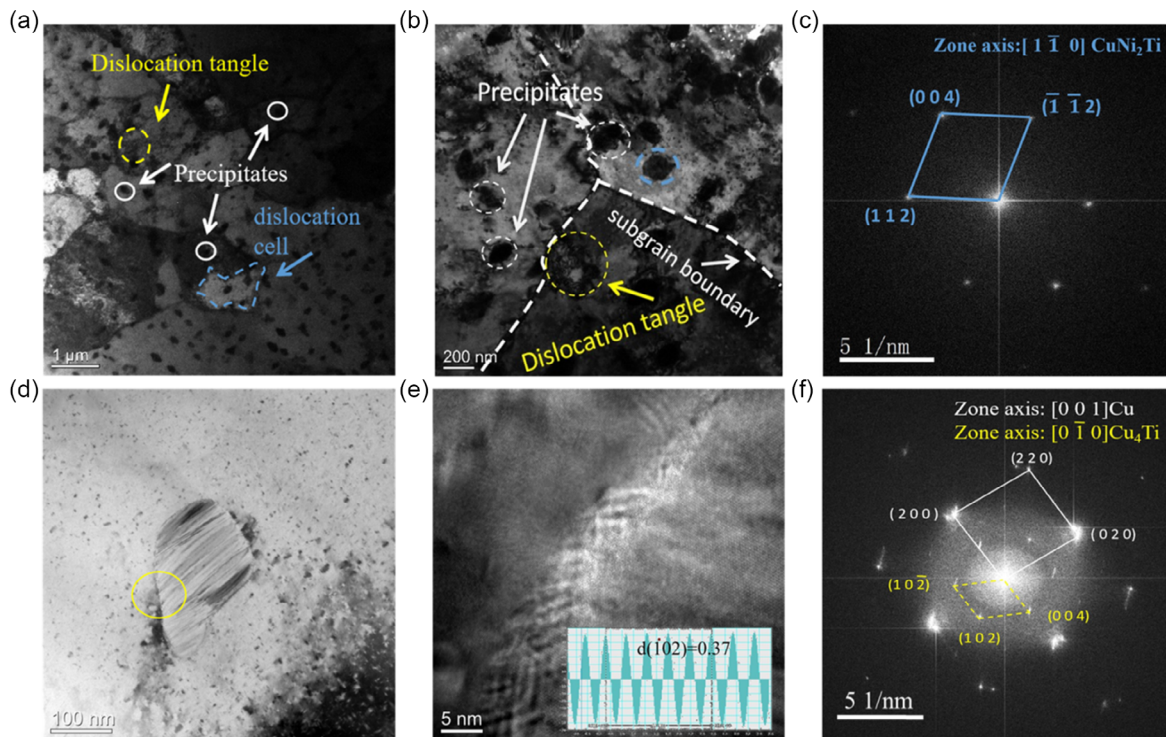 (a)
Dislocation tangle
Precipitates
dislocation
cell
1 μm
(b)
Precipitates
subgrain boundary
Dislocation tangle
200 nm
(c)
Zone axis:[ 1 1̅ 0] CuNi₂Ti
(0 0 4)
(1̅ 1̅ 2)
(1 1 2)
5 1/nm
(d)
100 nm
(e)
d(1̇02)=0.37
5 nm
(f)
Zone axis: [0 0 1]Cu
Zone axis: [0 1̅ 0]Cu₄Ti
(2 2 0)
(2 0 0)
(0 2 0)
(1 0 2̅)
(0 0 4)
(1 0 2)
5 1/nm